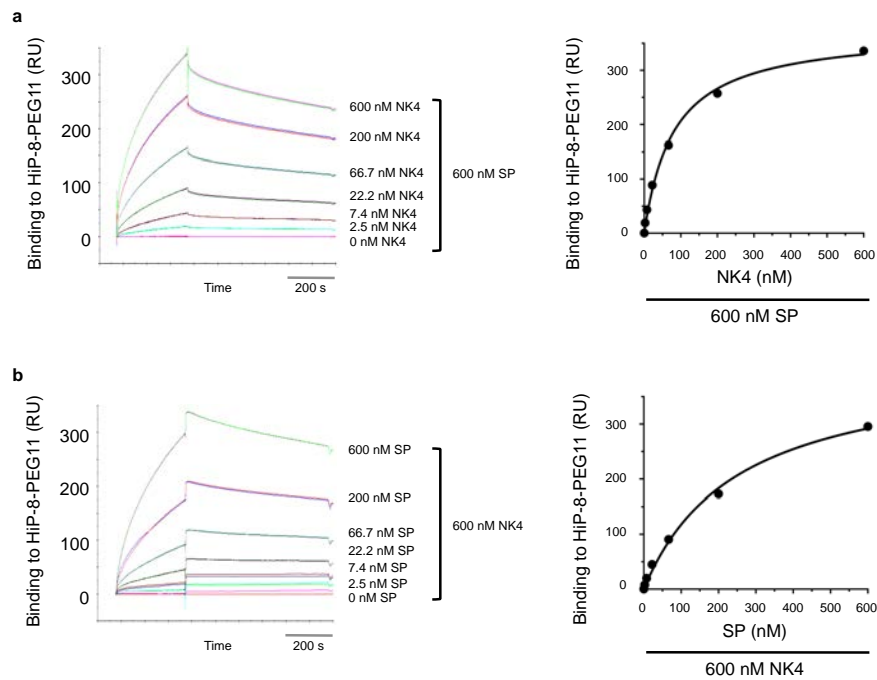 a
Binding to HiP-8-PEG11 (RU)
300
200
100
0
600 nM NK4
200 nM NK4
66.7 nM NK4
22.2 nM NK4
7.4 nM NK4
2.5 nM NK4
0 nM NK4
600 nM SP
Time
200 s
Binding to HiP-8-PEG11 (RU)
300
200
100
0
0 100 200 300 400 500 600
NK4 (nM)
600 nM SP
b
Binding to HiP-8-PEG11 (RU)
300
200
100
0
600 nM SP
200 nM SP
66.7 nM SP
22.2 nM SP
7.4 nM SP
2.5 nM SP
0 nM SP
600 nM NK4
Time
200 s
Binding to HiP-8-PEG11 (RU)
300
200
100
0
0 100 200 300 400 500 600
SP (nM)
600 nM NK4